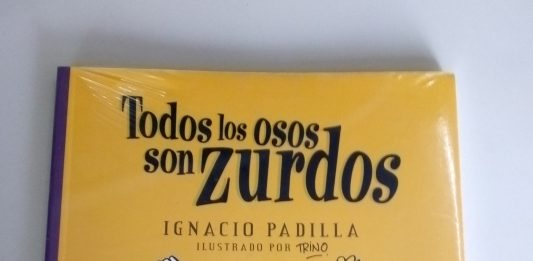 Todos los osos
son zurdos
IGNACIO PADILLA
ILUSTRADO POR TRINO